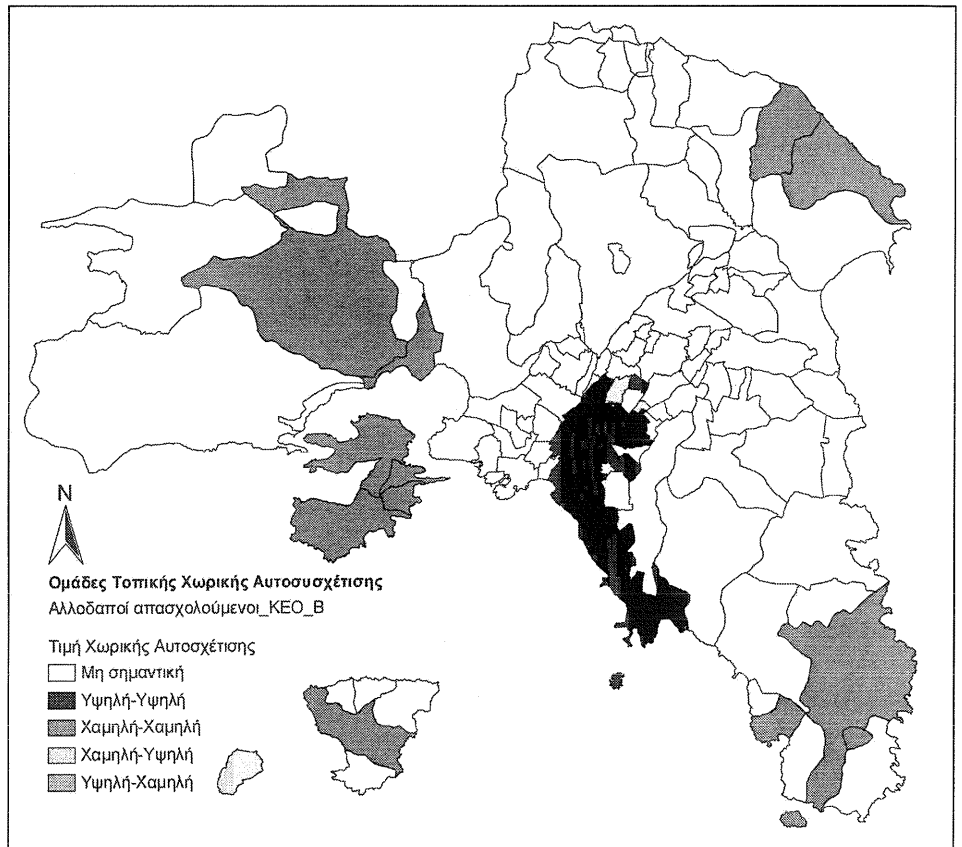 N
Ομάδες Τοπικής Χωρικής Αυτοσυσχέτισης
Αλλοδαποί απασχολούμενοι_ΚΕΟ_Β
Τιμή Χωρικής Αυτοσχέτισης
Μη σημαντική
Υψηλή-Υψηλή
Χαμηλή-Χαμηλή
Χαμηλή-Υψηλή
Υψηλή-Χαμηλή